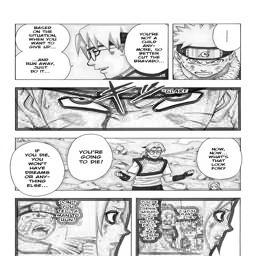 YOU'RE
NOT A
CHILD
ANY-
MORE, SO
BETTER
CUT THE
BRAVADO...
BASED
ON THE
SITUATION,
WHEN YOU
WANT TO
GIVE UP...
...AND
RUN AWAY,
JUST
DO IT...
GLARE
NOW,
NOW...
WHAT'S
THAT
LOOK
FOR?
YOU'RE
GOING
TO DIE!
IF YOU
DIE, YOU
WON'T
HAVE
DREAMS
OR ANY-
THING
ELSE...